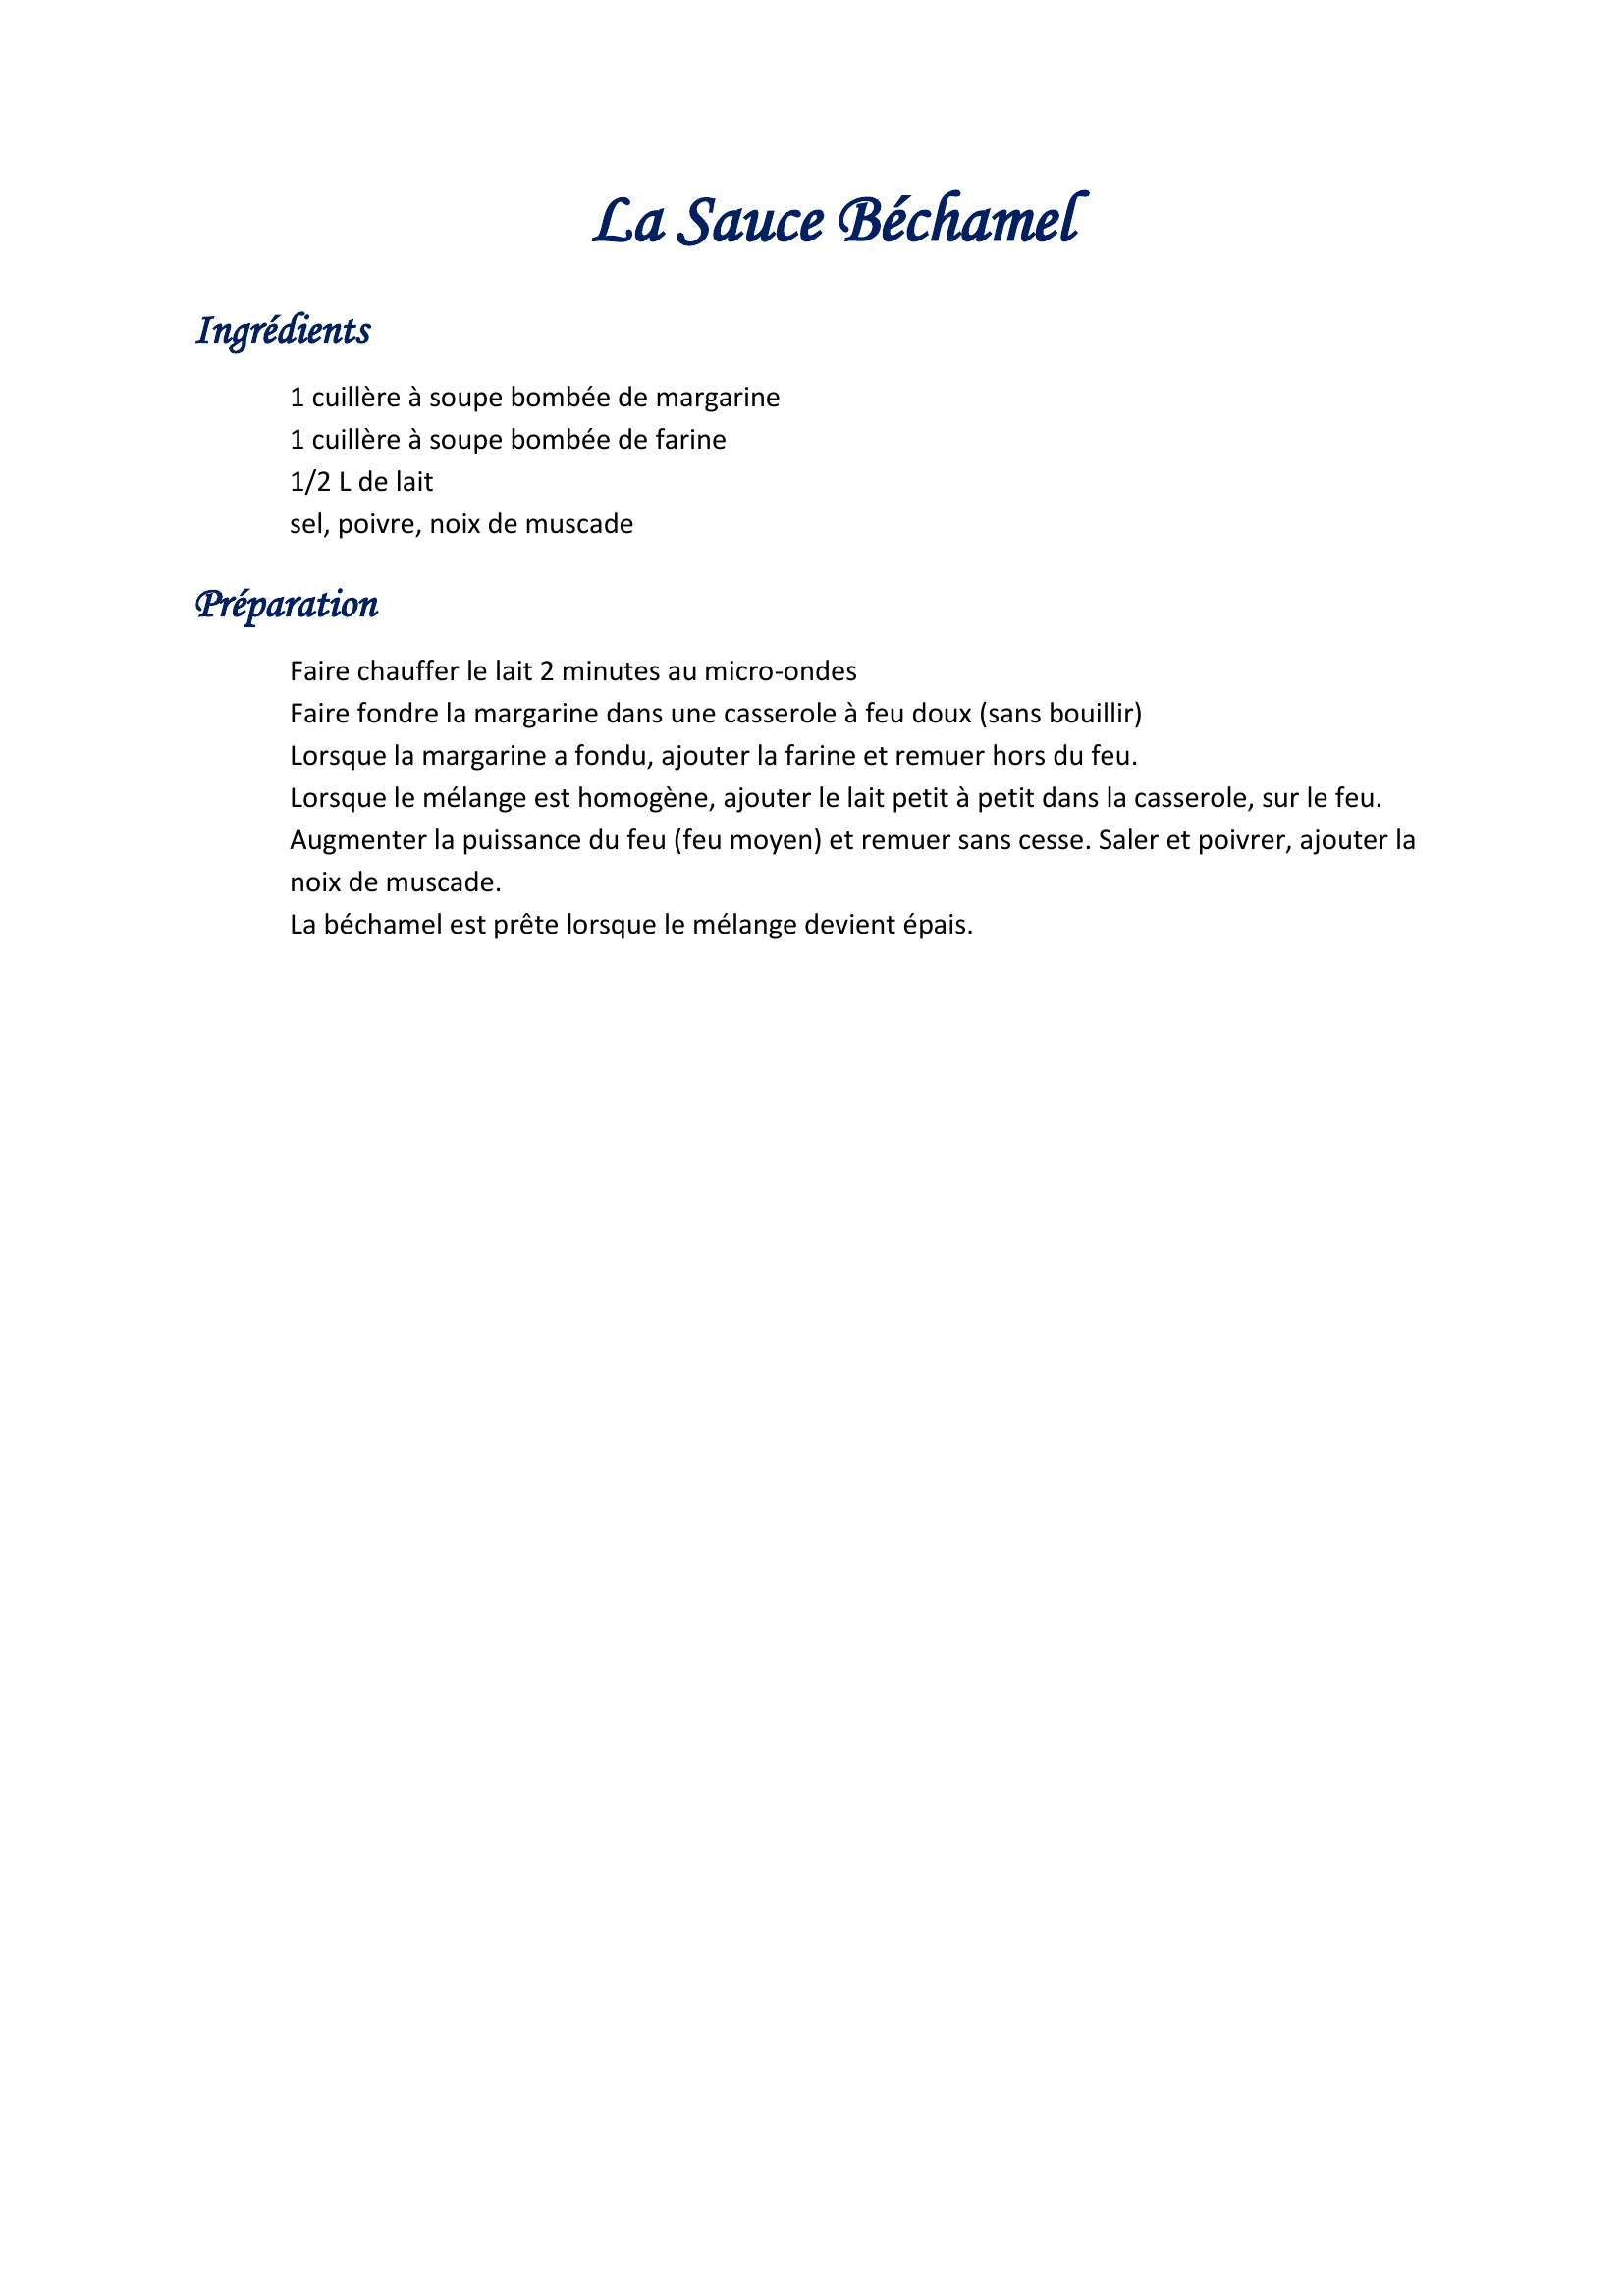 La Sauce Béchamel
Ingrédients
1 cuillère à soupe bombée de margarine
1 cuillère à soupe bombée de farine
1/2 L de lait
sel, poivre, noix de muscade
Préparation
Faire chauffer le lait 2 minutes au micro-ondes
Faire fondre la margarine dans une casserole à feu doux (sans bouillir)
Lorsque la margarine a fondu, ajouter la farine et remuer hors du feu.
Lorsque le mélange est homogène, ajouter le lait petit à petit dans la casserole, sur le feu.
Augmenter la puissance du feu (feu moyen) et remuer sans cesse. Saler et poivrer, ajouter la
noix de muscade.
La béchamel est prête lorsque le mélange devient épais.